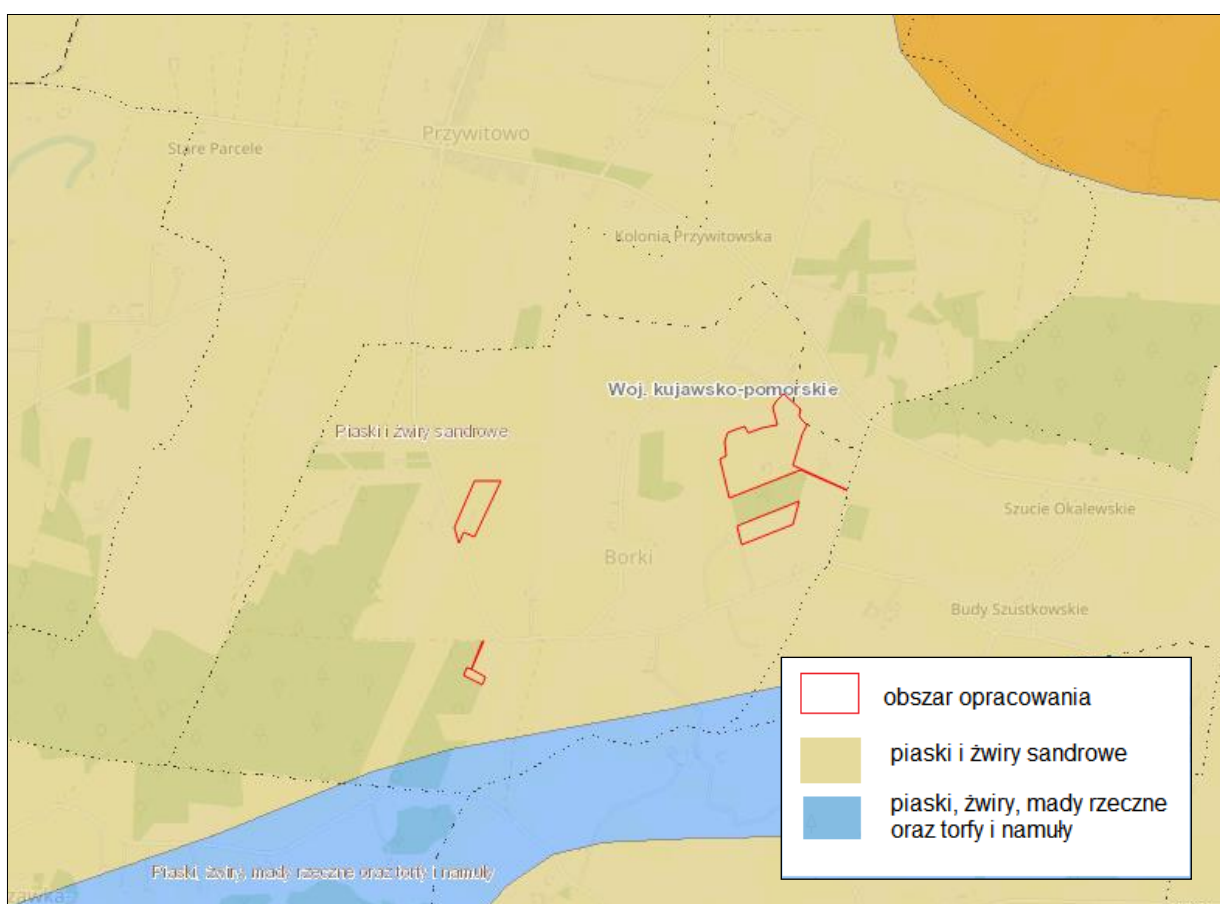 Przywitowo
Stare Parcele
Kolonia Przywitowska
Woj. kujawsko-pomorskie
Piaski i żwiry sandrowe
Szucie Okalewskie
Borki
Budy Szustkowskie
obszar opracowania
piaski i żwiry sandrowe
piaski, żwiry, mady rzeczne
oraz torfy i namuły
Piaski, żwiry, mady rzeczne oraz torfy i namuły
zawka